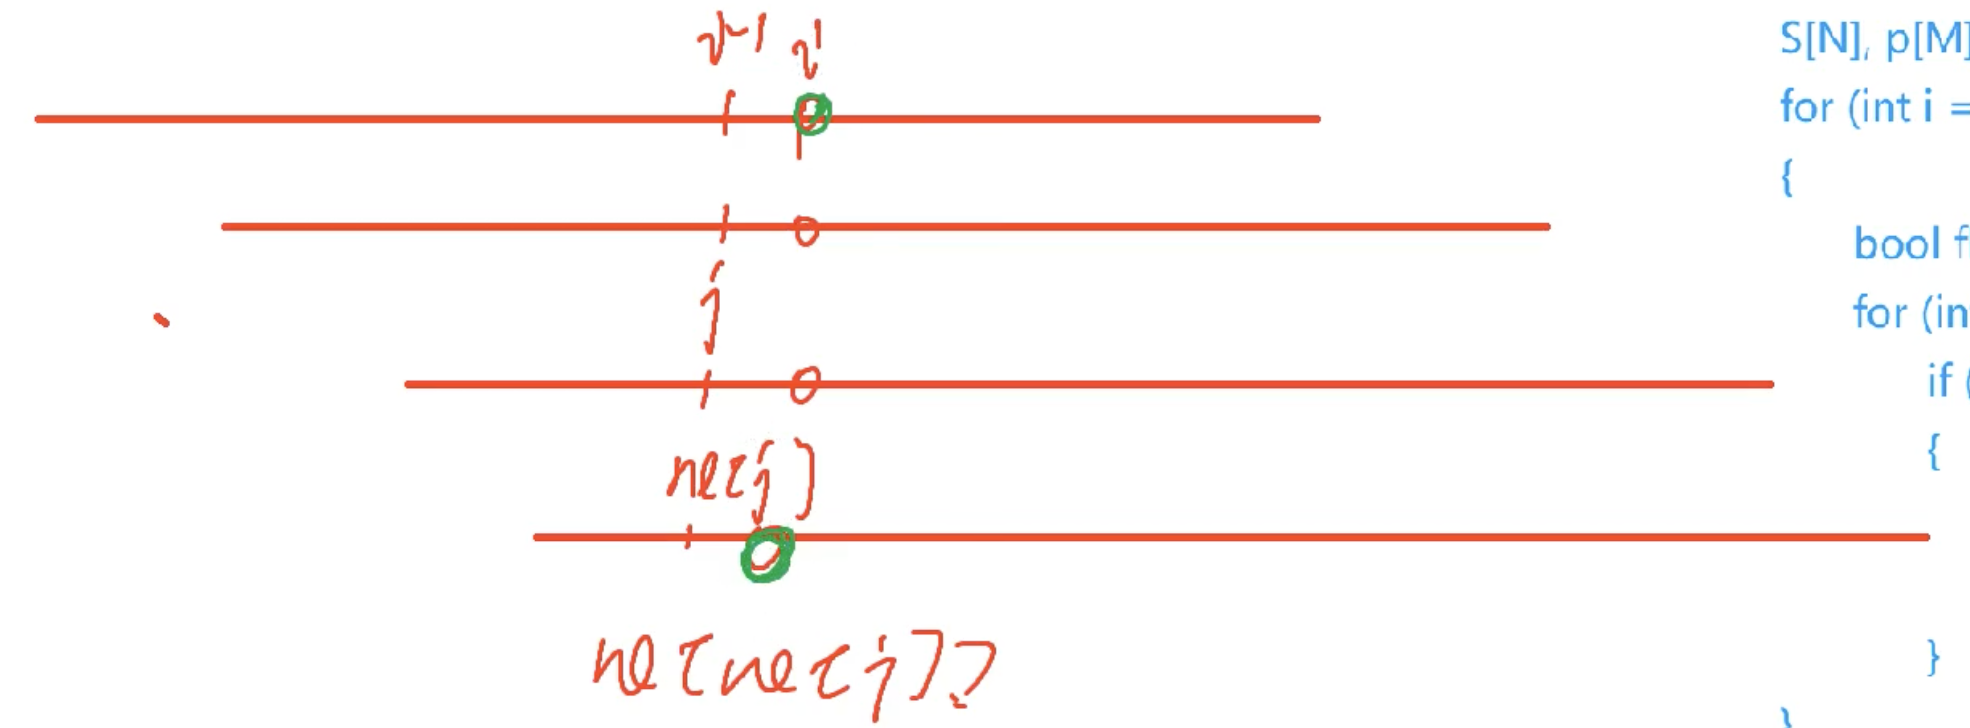 i-1 i
S[N], p[M]
for (int i =
{
bool f
for (in
j
if (
ne[j]
{
ne[ne[j]]
}
}